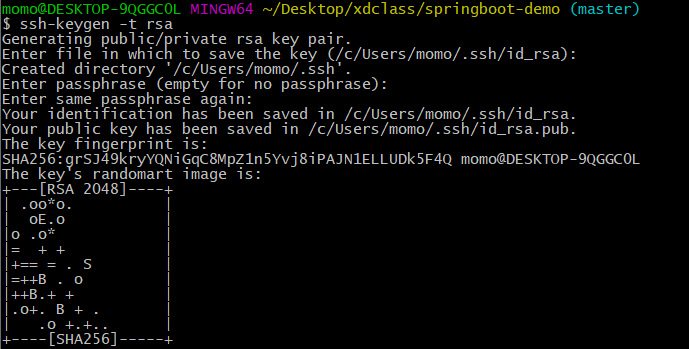 momo@DESKTOP-9QGGCOL MINGW64 ~/Desktop/xdclass/springboot-demo (master)
$ ssh-keygen -t rsa
Generating public/private rsa key pair.
Enter file in which to save the key (/c/Users/momo/.ssh/id_rsa):
Created directory '/c/Users/momo/.ssh'.
Enter passphrase (empty for no passphrase):
Enter same passphrase again:
Your identification has been saved in /c/Users/momo/.ssh/id_rsa.
Your public key has been saved in /c/Users/momo/.ssh/id_rsa.pub.
The key fingerprint is:
SHA256:grSJ49kryYQNiGqC8MpZ1n5Yvj8iPAJN1ELLUDk5F4Q momo@DESKTOP-9QGGCOL
The key's randomart image is:
+---[RSA 2048]----+
| .oo*o.          |
|  oE.o           |
|o .o*            |
|=  + +           |
|+== = . S        |
|=++B . o         |
|++B.+ +          |
|.o+. B + .       |
|   .o +.+..      |
+----[SHA256]-----+